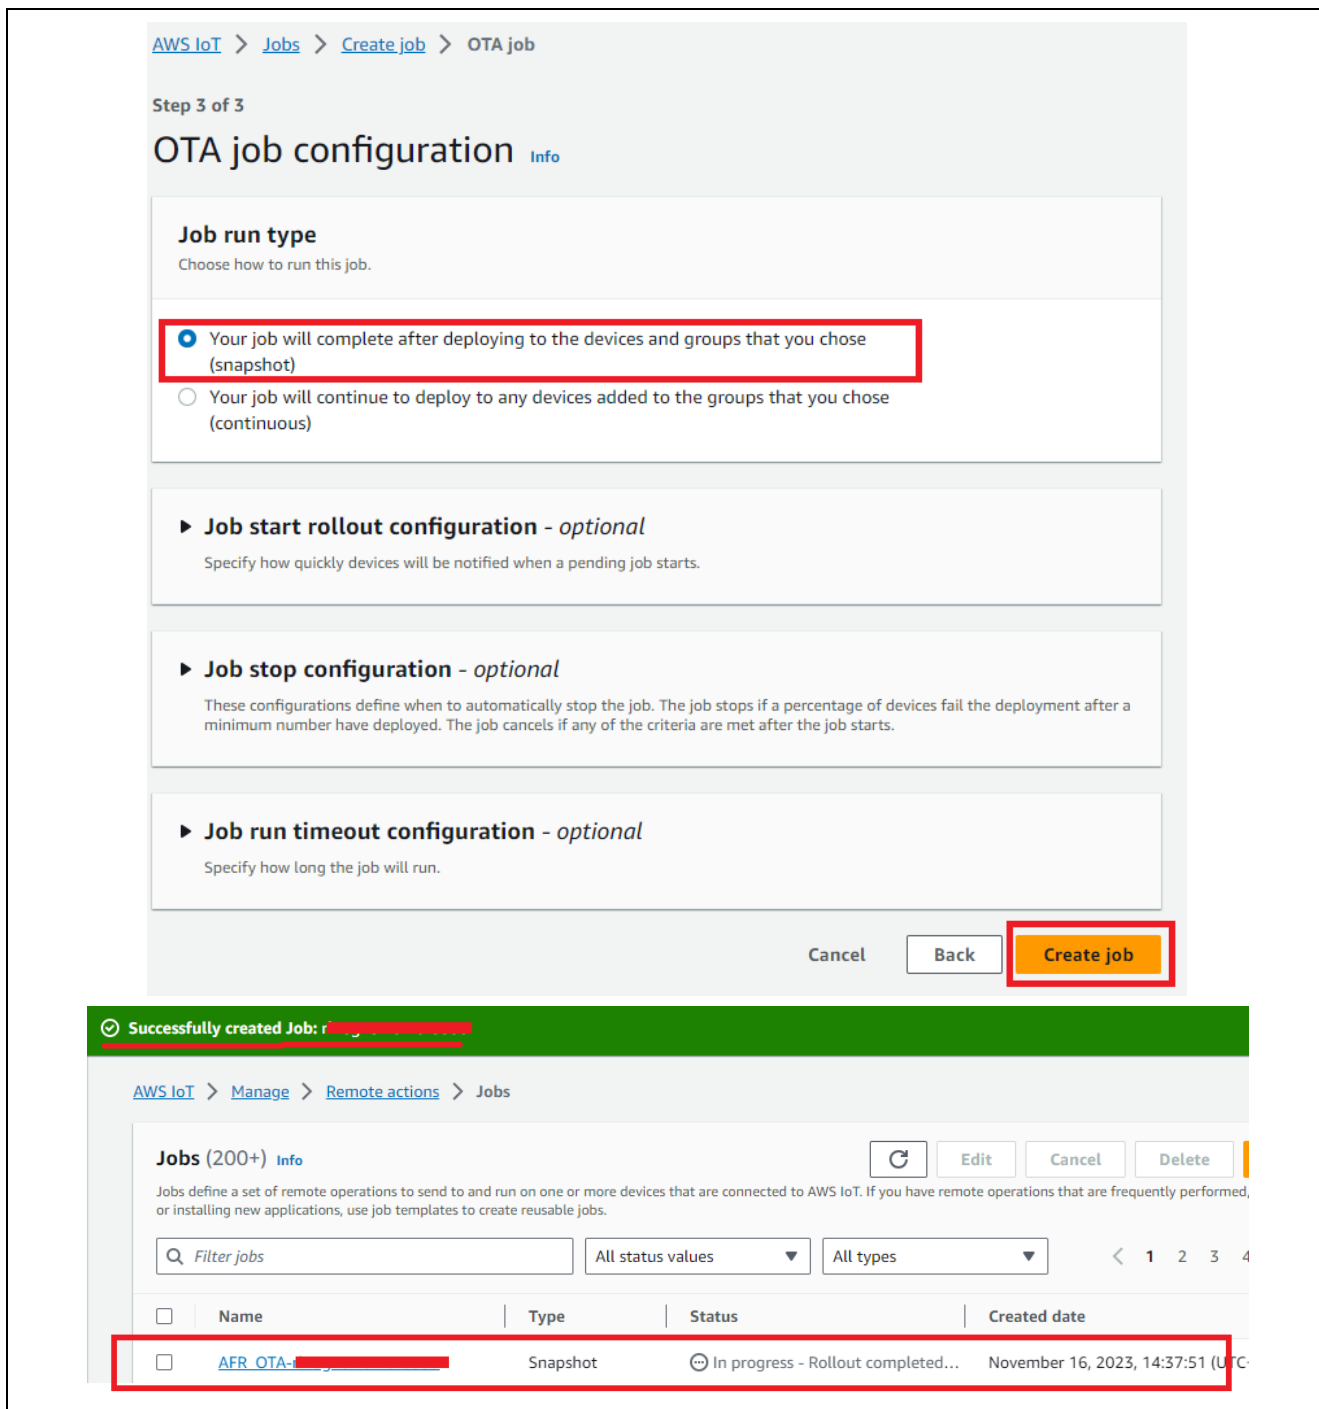 AWS IoT > Jobs > Create job > OTA job
Step 3 of 3
OTA job configuration Info
Job run type
Choose how to run this job.
Your job will complete after deploying to the devices and groups that you chose
(snapshot)
Your job will continue to deploy to any devices added to the groups that you chose
(continuous)
Job start rollout configuration - optional
Specify how quickly devices will be notified when a pending job starts.
Job stop configuration - optional
These configurations define when to automatically stop the job. The job stops if a percentage of devices fail the deployment after a
minimum number have deployed. The job cancels if any of the criteria are met after the job starts.
Job run timeout configuration - optional
Specify how long the job will run.
Cancel Back Create job
Successfully created Job:
AWS IoT > Manage > Remote actions > Jobs
Jobs (200+) Info
Edit Cancel Delete
Jobs define a set of remote operations to send to and run on one or more devices that are connected to AWS IoT. If you have remote operations that are frequently performed,
or installing new applications, use job templates to create reusable jobs.
Filter jobs All status values All types < 1 2 3 4
Name Type Status Created date
AFR_OTA- Snapshot In progress - Rollout completed... November 16, 2023, 14:37:51 (UTC-